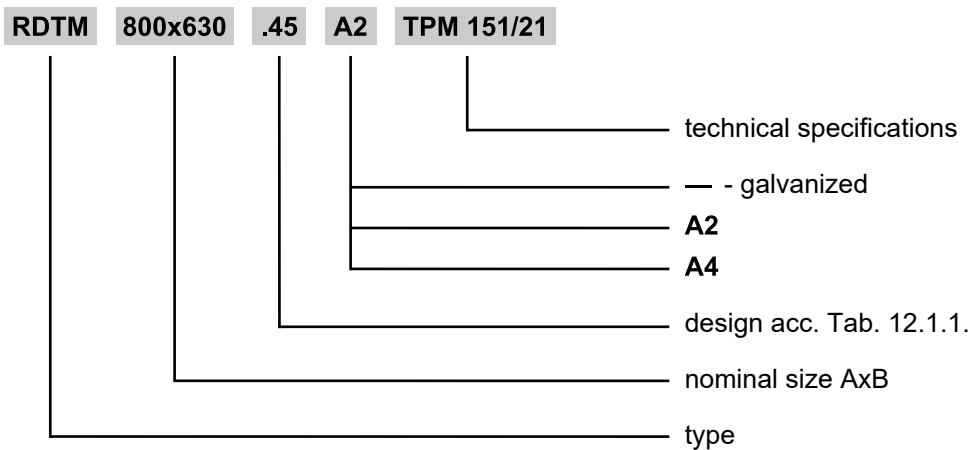 RDTM 800x630 .45 A2 TPM 151/21
technical specifications
— - galvanized
A2
A4
design acc. Tab. 12.1.1.
nominal size AxB
type